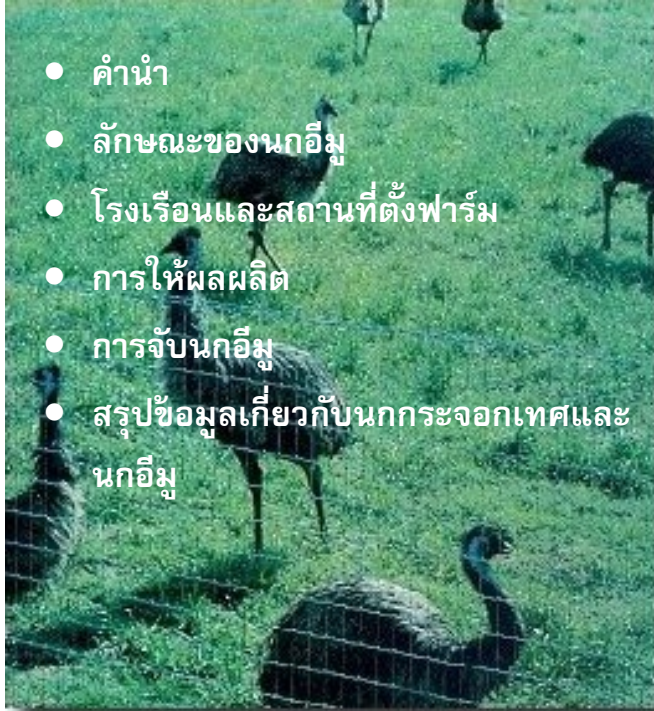 • คำนำ
• ลักษณะของนกอีมู
• โรงเรือนและสถานที่ตั้งฟาร์ม
• การให้ผลผลิต
• การจับนกอีมู
• สรุปข้อมูลเกี่ยวกับนกกระจอกเทศและ
นกอีมู